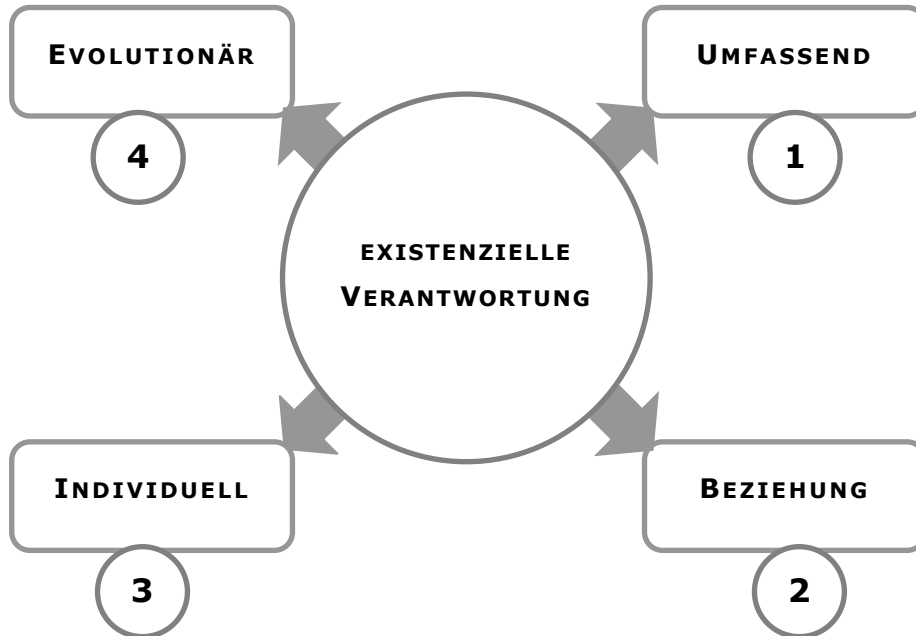 EVOLUTIONÄR
UMFASSEND
4
1
EXISTENZIELLE
VERANTWORTUNG
INDIVIDUELL
BEZIEHUNG
3
2